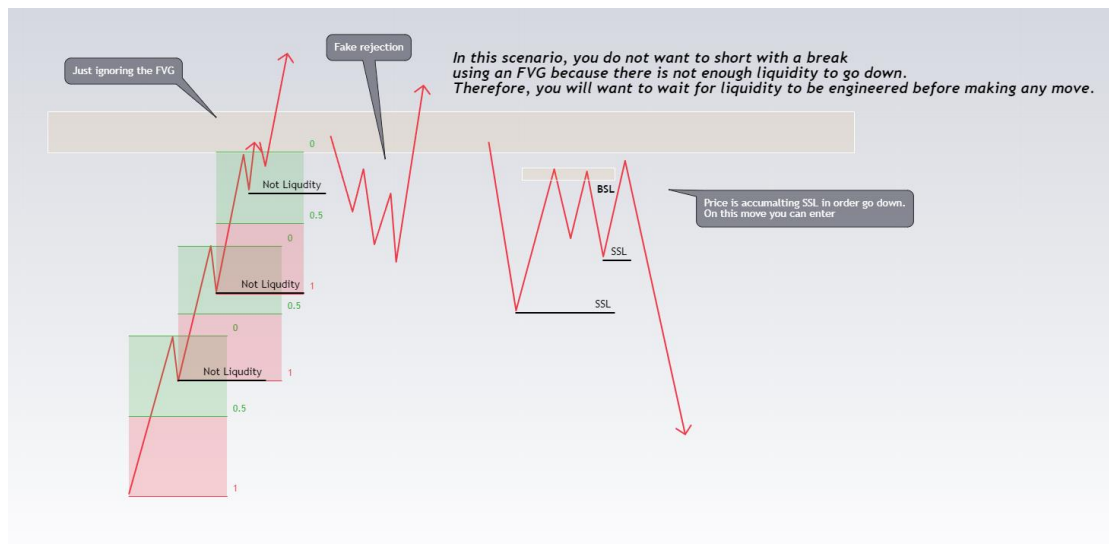 Just ignoring the FVG
Fake rejection
In this scenario, you do not want to short with a break
using an FVG because there is not enough liquidity to go down.
Therefore, you will want to wait for liquidity to be engineered before making any move.
0
Not Liqudity
0.5
0
Not Liqudity
1
0.5
0
Not Liqudity
1
0.5
1
BSL
SSL
SSL
Price is accumalting SSL in order go down.
On this move you can enter